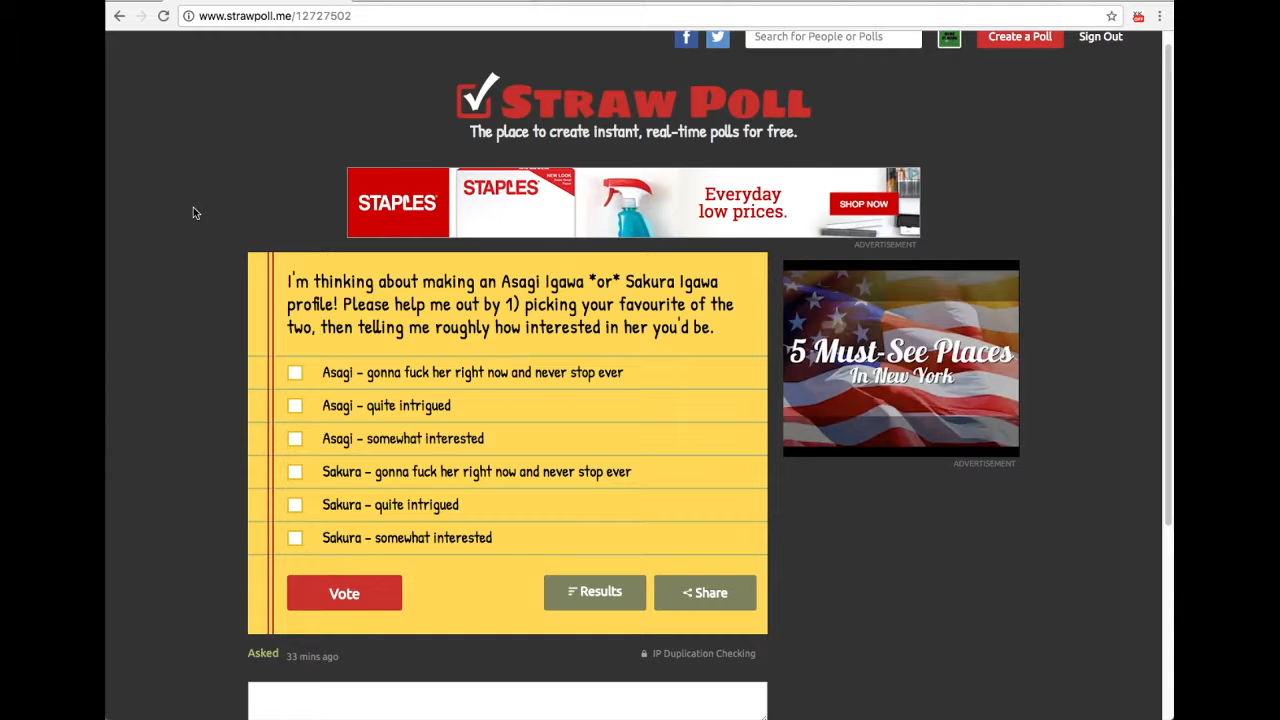 www.strawpoll.me/12727502
Search for People or Polls
Create a Poll
Sign Out
STRAW POLL
The place to create instant, real-time polls for free.
STAPLES
STAPLES
Everyday
low prices.
SHOP NOW
ADVERTISEMENT
I'm thinking about making an Asagi Igawa *or* Sakura Igawa
profile! Please help me out by 1) picking your favourite of the
two, then telling me roughly how interested in her you'd be.
Asagi - gonna fuck her right now and never stop ever
Asagi - quite intrigued
Asagi - somewhat interested
Sakura - gonna fuck her right now and never stop ever
Sakura - quite intrigued
Sakura - somewhat interested
Vote
Results
Share
5 Must-See Places
In New York
ADVERTISEMENT
Asked
33 mins ago
IP Duplication Checking